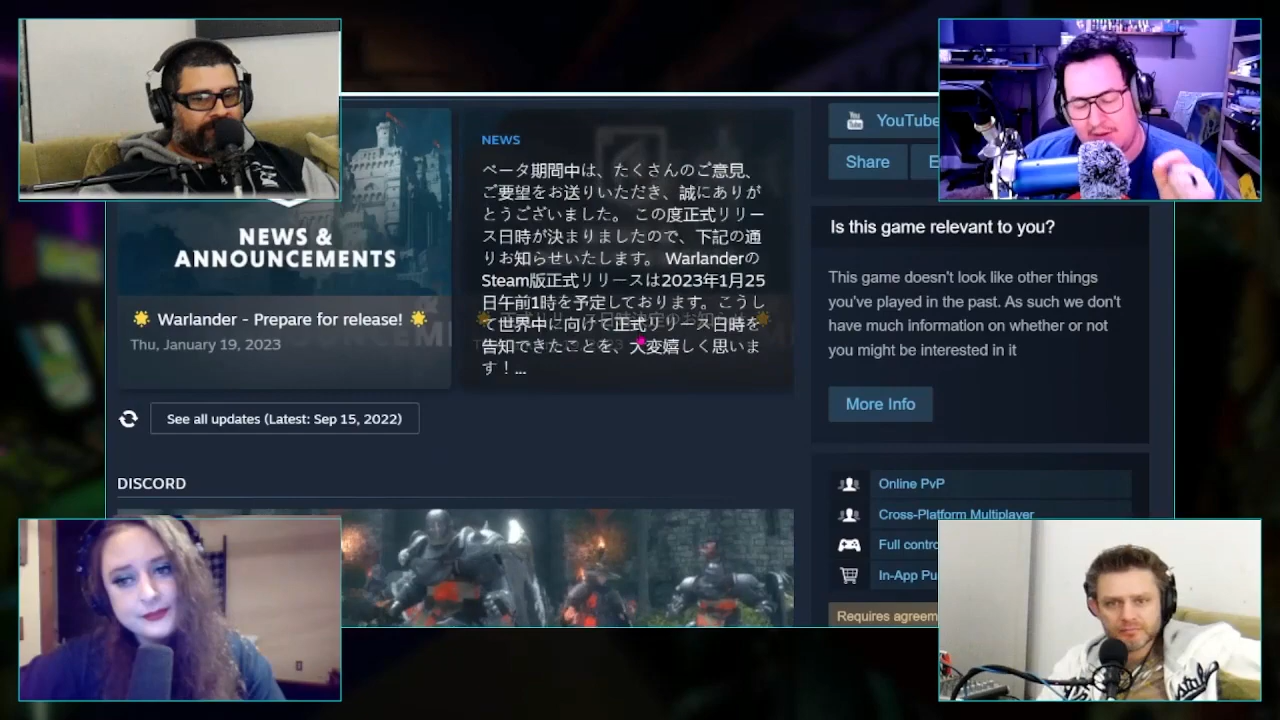 NEWS &
ANNOUNCEMENTS
🌟 Warlander - Prepare for release! 🌟
Thu, January 19, 2023
NEWS
ベータ期間中は、たくさんのご意見、
ご要望をお送りいただき、誠にありが
とうございました。 この度正式リリー
ス日時が決まりましたので、下記の通
りお知らせいたします。 Warlanderの
Steam版正式リリースは2023年1月25
日午前1時を予定しております。こうし
て世界中に向けて正式リリース日時を
告知できたことを、大変嬉しく思いま
す！...
See all updates (Latest: Sep 15, 2022)
DISCORD
YouTube
Share
Is this game relevant to you?
This game doesn't look like other things
you've played in the past. As such we don't
have much information on whether or not
you might be interested in it
More Info
Online PvP
Cross-Platform Multiplayer
Full contro
In-App Pu
Requires agreem